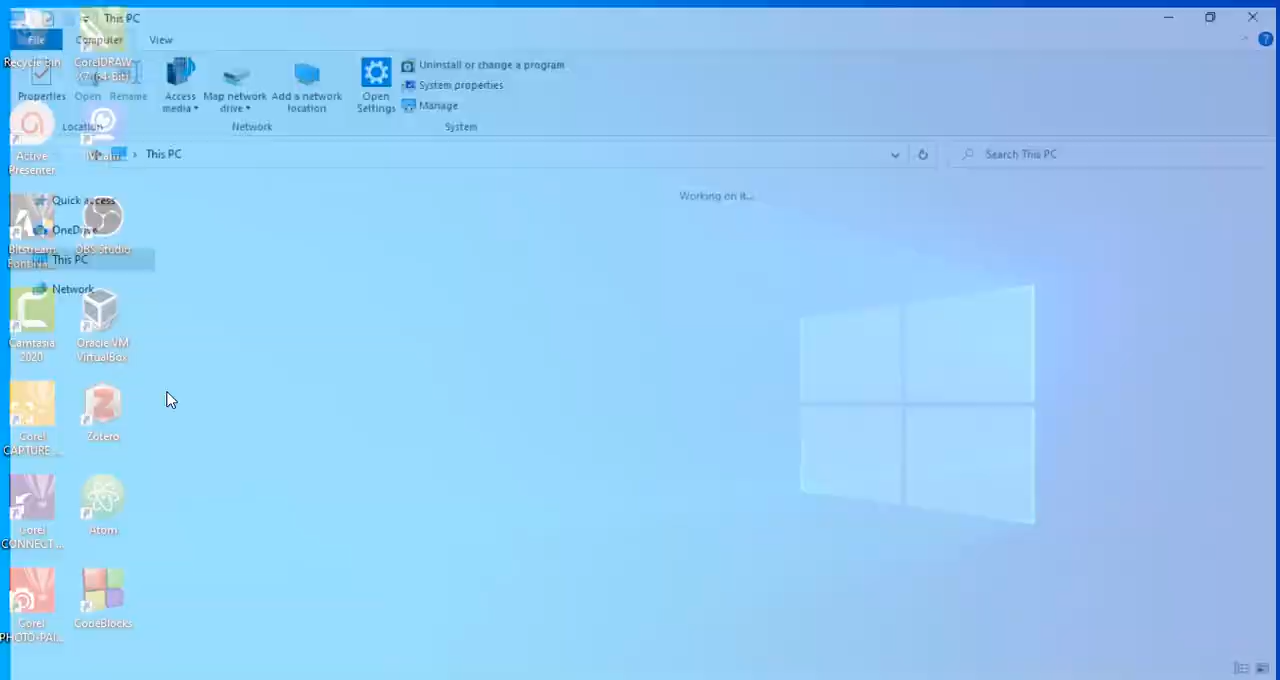 This PC
File
Computer
View
Recycle Bin
CorelDRAW
X7 (64-Bit)
Properties
Open
Rename
Access
media
Map network
drive
Add a network
location
Open
Settings
Uninstall or change a program
System properties
Manage
Location
Network
System
Active
Presenter
This PC
Search This PC
Working on it...
Quick access
OneDrive
This PC
Network
Bitstream
OBS Studio
Camtasia
2020
Oracle VM
VirtualBox
Corel
CAPTURE ...
Zotero
Corel
CONNECT ...
Atom
Corel
PHOTO-PAI...
CodeBlocks